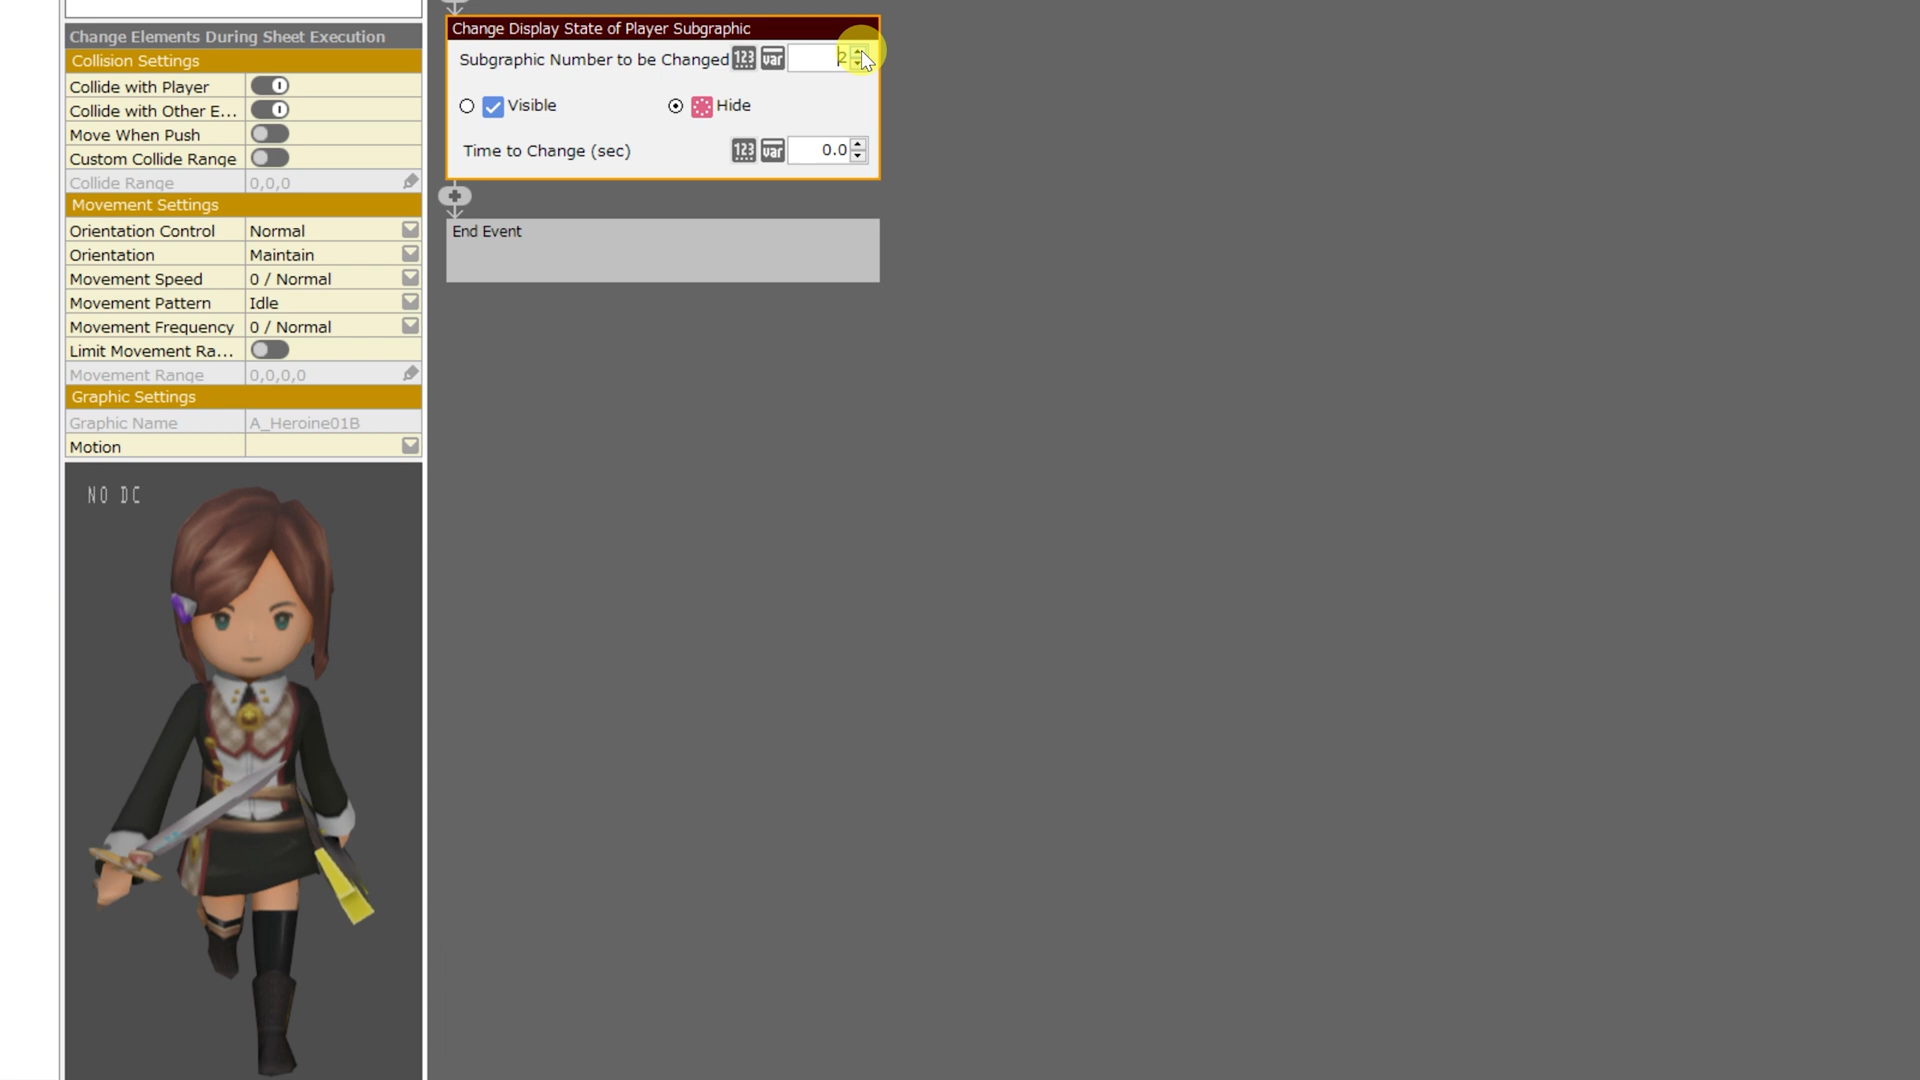 Change Elements During Sheet Execution
Collision Settings
Collide with Player
Collide with Other E...
Move When Push
Custom Collide Range
Collide Range 0,0,0
Movement Settings
Orientation Control Normal
Orientation Maintain
Movement Speed 0 / Normal
Movement Pattern Idle
Movement Frequency 0 / Normal
Limit Movement Ra...
Movement Range 0,0,0,0
Graphic Settings
Graphic Name A_Heroine01B
Motion
NO DC
Change Display State of Player Subgraphic
Subgraphic Number to be Changed 123 var 2
Visible Hide
Time to Change (sec) 123 var 0.0
End Event